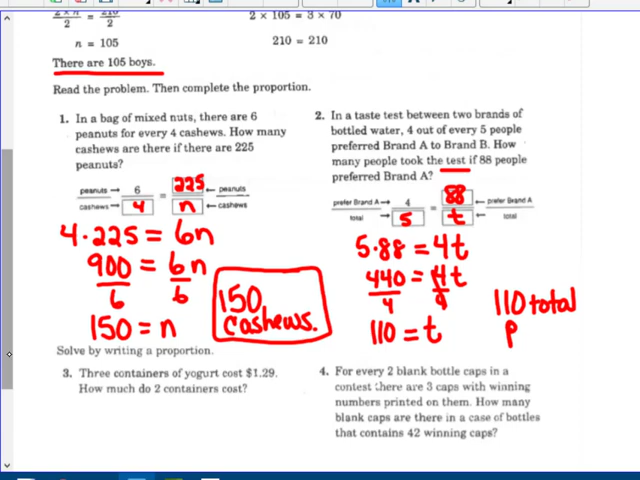 2 × n = 210
2 2
2 × 105 = 3 × 70
n = 105
210 = 210
There are 105 boys.
Read the problem. Then complete the proportion.
1. In a bag of mixed nuts, there are 6
peanuts for every 4 cashews. How many
cashews are there if there are 225
peanuts?
peanuts → 6 = 225 ← peanuts
cashews → 4 n ← cashews
4 · 225 = 6n
900 = 6n
6 6
150 = n
150
cashews.
2. In a taste test between two brands of
bottled water, 4 out of every 5 people
preferred Brand A to Brand B. How
many people took the test if 88 people
preferred Brand A?
prefer Brand A → 4 = 88 ← prefer Brand A
total → 5 t ← total
5 · 88 = 4t
440 = 4t
4 4
110 = t
110 total
p
Solve by writing a proportion.
3. Three containers of yogurt cost $1.29.
How much do 2 containers cost?
4. For every 2 blank bottle caps in a
contest there are 3 caps with winning
numbers printed on them. How many
blank caps are there in a case of bottles
that contains 42 winning caps?